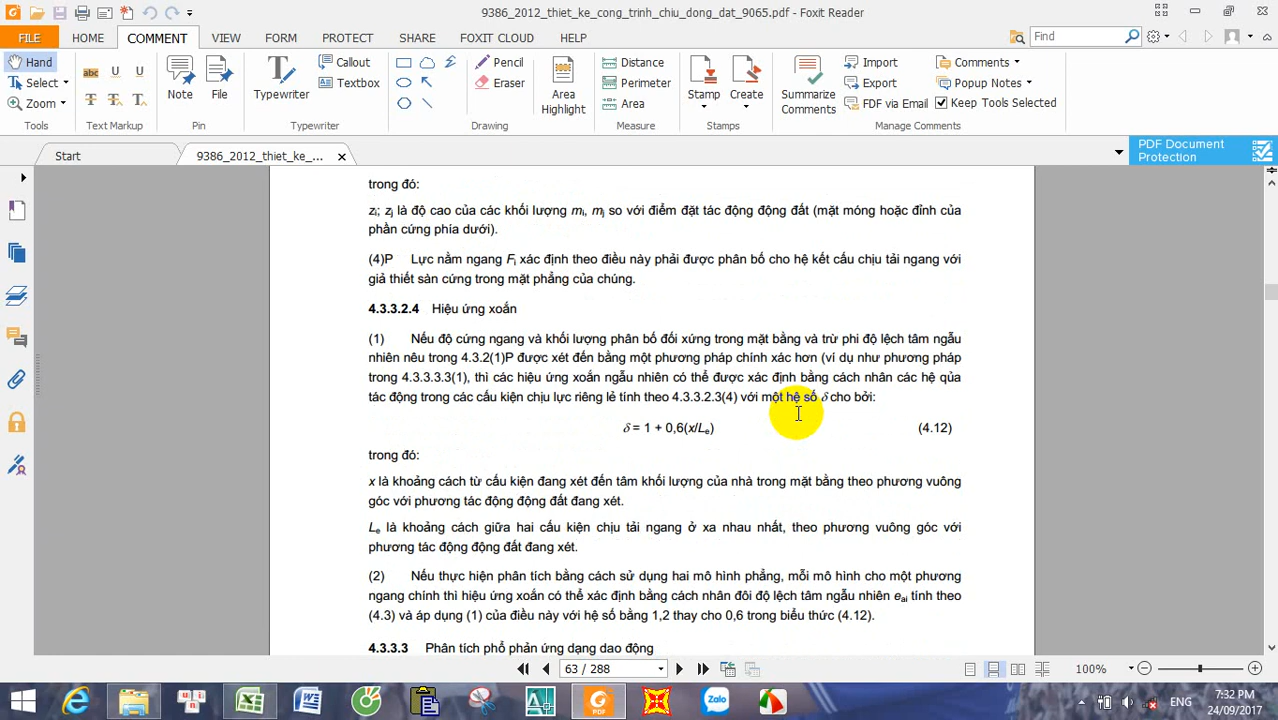 9386_2012_thiet_ke_cong_trinh_chiu_dong_dat_9065.pdf - Foxit Reader
FILE HOME COMMENT VIEW FORM PROTECT SHARE FOXIT CLOUD HELP Find
Hand Callout Pencil Distance Import Comments
Select Textbox Eraser Perimeter Export Popup Notes
Zoom Note File Typewriter Area Highlight Area Stamp Create Summarize Comments FDF via Email Keep Tools Selected
Tools Text Markup Pin Typewriter Drawing Measure Stamps Manage Comments
Start 9386_2012_thiet_ke_... PDF Document Protection
trong đó:
zi; zj là độ cao của các khối lượng mi, mj so với điểm đặt tác động động đất (mặt móng hoặc đỉnh của
phần cứng phía dưới).
(4)P Lực nằm ngang Fi xác định theo điều này phải được phân bố cho hệ kết cấu chịu tải ngang với
giả thiết sàn cứng trong mặt phẳng của chúng.
4.3.3.2.4 Hiệu ứng xoắn
(1) Nếu độ cứng ngang và khối lượng phân bố đối xứng trong mặt bằng và trừ phi độ lệch tâm ngẫu
nhiên nêu trong 4.3.2(1)P được xét đến bằng một phương pháp chính xác hơn (ví dụ như phương pháp
trong 4.3.3.3.3(1), thì các hiệu ứng xoắn ngẫu nhiên có thể được xác định bằng cách nhân các hệ qủa
tác động trong các cấu kiện chịu lực riêng lẻ tính theo 4.3.3.2.3(4) với một hệ số δ cho bởi:
δ = 1 + 0,6(x/Le) (4.12)
trong đó:
x là khoảng cách từ cấu kiện đang xét đến tâm khối lượng của nhà trong mặt bằng theo phương vuông
góc với phương tác động động đất đang xét.
Le là khoảng cách giữa hai cấu kiện chịu tải ngang ở xa nhau nhất, theo phương vuông góc với
phương tác động động đất đang xét.
(2) Nếu thực hiện phân tích bằng cách sử dụng hai mô hình phẳng, mỗi mô hình cho một phương
ngang chính thì hiệu ứng xoắn có thể xác định bằng cách nhân đôi độ lệch tâm ngẫu nhiên eai tính theo
(4.3) và áp dụng (1) của điều này với hệ số bằng 1,2 thay cho 0,6 trong biểu thức (4.12).
4.3.3.3 Phân tích phổ phản ứng dạng dao động
63 / 288 100%
Zalo ENG 7:32 PM
24/09/2017